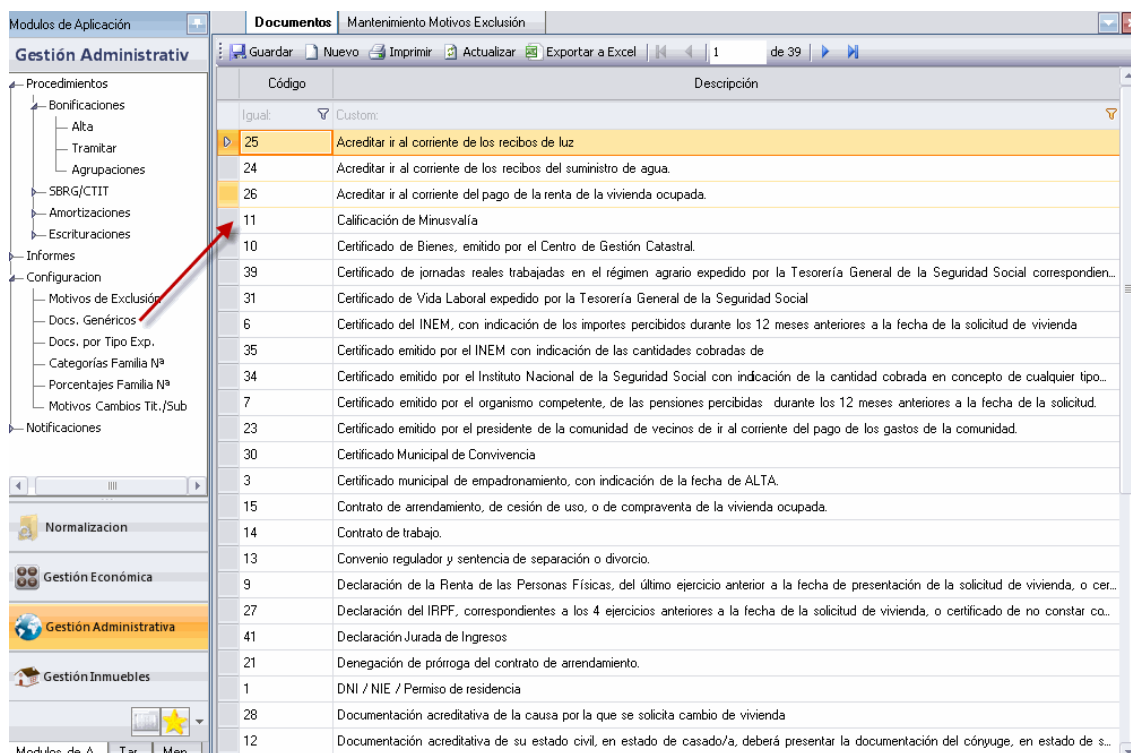 Modulos de Aplicación
Gestión Administrativ
Procedimientos
Bonificaciones
Alta
Tramitar
Agrupaciones
SBRG/CTIT
Amortizaciones
Escrituraciones
Informes
Configuracion
Motivos de Exclusión
Docs. Genéricos
Docs. por Tipo Exp.
Categorías Familia Nª
Porcentajes Familia Nª
Motivos Cambios Tit./Sub
Notificaciones
Normalizacion
Gestión Económica
Gestión Administrativa
Gestión Inmuebles
Modulos de A... Tar... Men...
Documentos Mantenimiento Motivos Exclusión
Guardar Nuevo Imprimir Actualizar Exportar a Excel 1 de 39
Código Descripción
Igual: Custom:
25 Acreditar ir al corriente de los recibos de luz
24 Acreditar ir al corriente de los recibos del suministro de agua.
26 Acreditar ir al corriente del pago de la renta de la vivienda ocupada.
11 Calificación de Minusvalía
10 Certificado de Bienes, emitido por el Centro de Gestión Catastral.
39 Certificado de jornadas reales trabajadas en el régimen agrario expedido por la Tesorería General de la Seguridad Social correspondien...
31 Certificado de Vida Laboral expedido por la Tesorería General de la Seguridad Social
6 Certificado del INEM, con indicación de los importes percibidos durante los 12 meses anteriores a la fecha de la solicitud de vivienda
35 Certificado emitido por el INEM con indicación de las cantidades cobradas de
34 Certificado emitido por el Instituto Nacional de la Seguridad Social con indicación de la cantidad cobrada en concepto de cualquier tipo...
7 Certificado emitido por el organismo competente, de las pensiones percibidas durante los 12 meses anteriores a la fecha de la solicitud.
23 Certificado emitido por el presidente de la comunidad de vecinos de ir al corriente del pago de los gastos de la comunidad.
30 Certificado Municipal de Convivencia
3 Certificado municipal de empadronamiento, con indicación de la fecha de ALTA.
15 Contrato de arrendamiento, de cesión de uso, o de compraventa de la vivienda ocupada.
14 Contrato de trabajo.
13 Convenio regulador y sentencia de separación o divorcio.
9 Declaración de la Renta de las Personas Físicas, del último ejercicio anterior a la fecha de presentación de la solicitud de vivienda, o cer...
27 Declaración del IRPF, correspondientes a los 4 ejercicios anteriores a la fecha de la solicitud de vivienda, o certificado de no constar co...
41 Declaración Jurada de Ingresos
21 Denegación de prórroga del contrato de arrendamiento.
1 DNI / NIE / Permiso de residencia
28 Documentación acreditativa de la causa por la que se solicita cambio de vivienda
12 Documentación acreditativa de su estado civil, en estado de casado/a, deberá presentar la documentación del cónyuge, en estado de s...